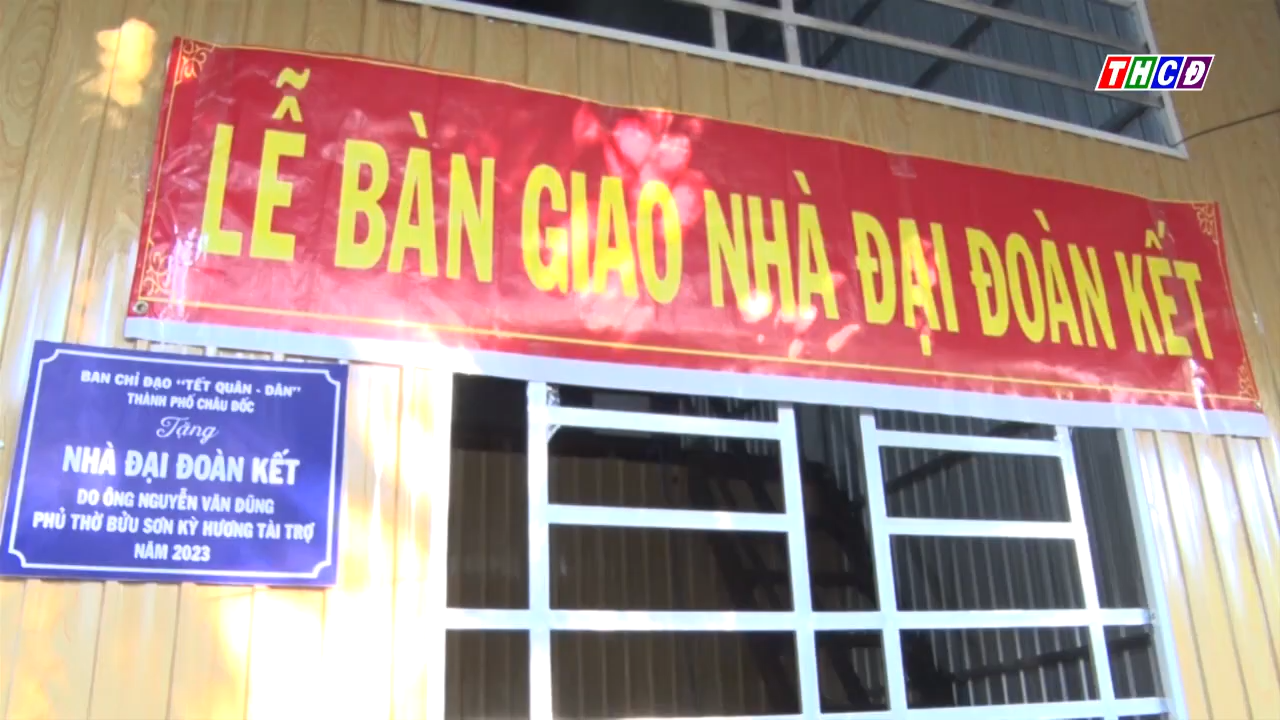 THCĐ
LỄ BÀN GIAO NHÀ ĐẠI ĐOÀN KẾT
BAN CHỈ ĐẠO "TẾT QUÂN - DÂN"
THÀNH PHỐ CHÂU ĐỐC
Tặng
NHÀ ĐẠI ĐOÀN KẾT
DO ÔNG NGUYỄN VĂN DŨNG
PHỦ THỜ BỬU SƠN KỲ HƯƠNG TÀI TRỢ
NĂM 2023